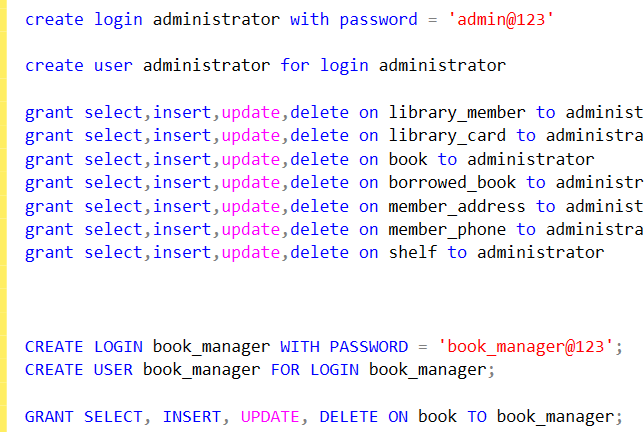 create login administrator with password = 'admin@123'
create user administrator for login administrator
grant select,insert,update,delete on library_member to administ
grant select,insert,update,delete on library_card to administra
grant select,insert,update,delete on book to administrator
grant select,insert,update,delete on borrowed_book to administr
grant select,insert,update,delete on member_address to administ
grant select,insert,update,delete on member_phone to administra
grant select,insert,update,delete on shelf to administrator
CREATE LOGIN book_manager WITH PASSWORD = 'book_manager@123';
CREATE USER book_manager FOR LOGIN book_manager;
GRANT SELECT, INSERT, UPDATE, DELETE ON book TO book_manager;